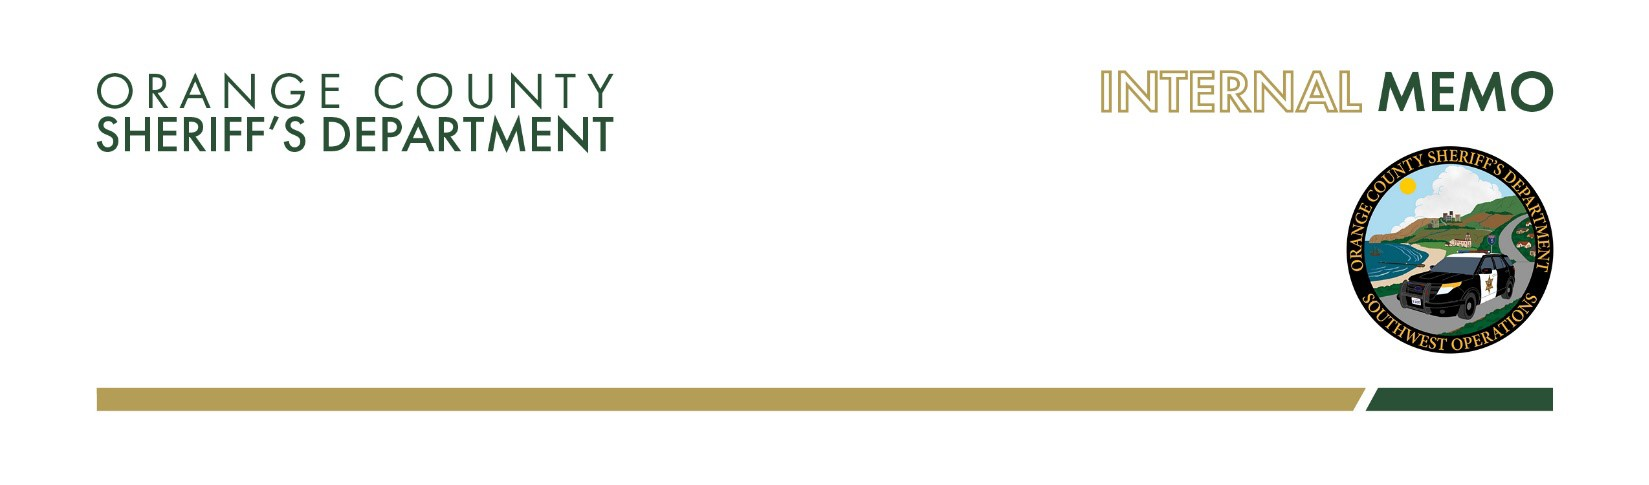 ORANGE COUNTY
SHERIFF'S DEPARTMENT
INTERNAL MEMO
ORANGE COUNTY SHERIFF'S DEPARTMENT
SOUTHWEST OPERATIONS